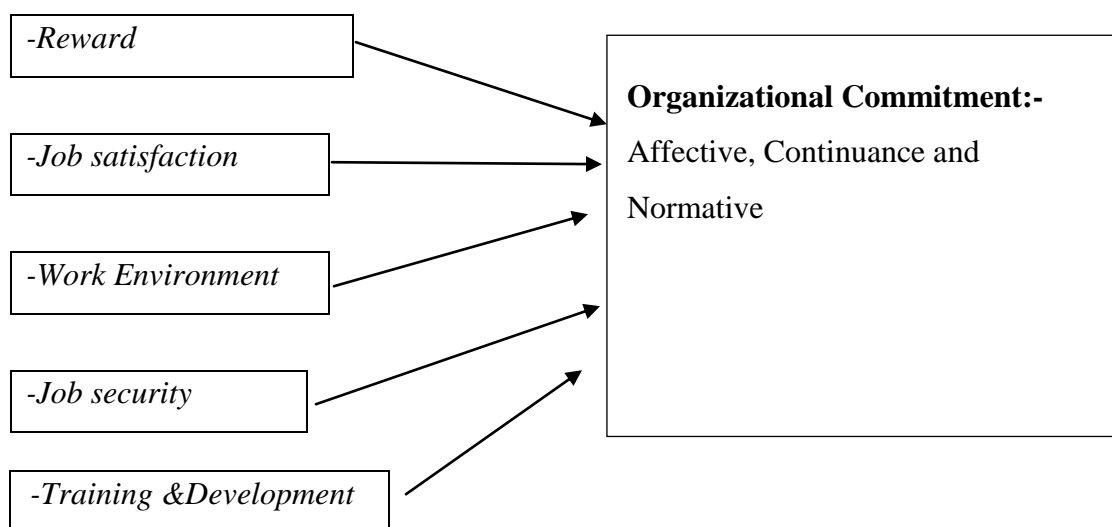 -Reward
-Job satisfaction
-Work Environment
-Job security
-Training &Development
Organizational Commitment:-
Affective, Continuance and
Normative